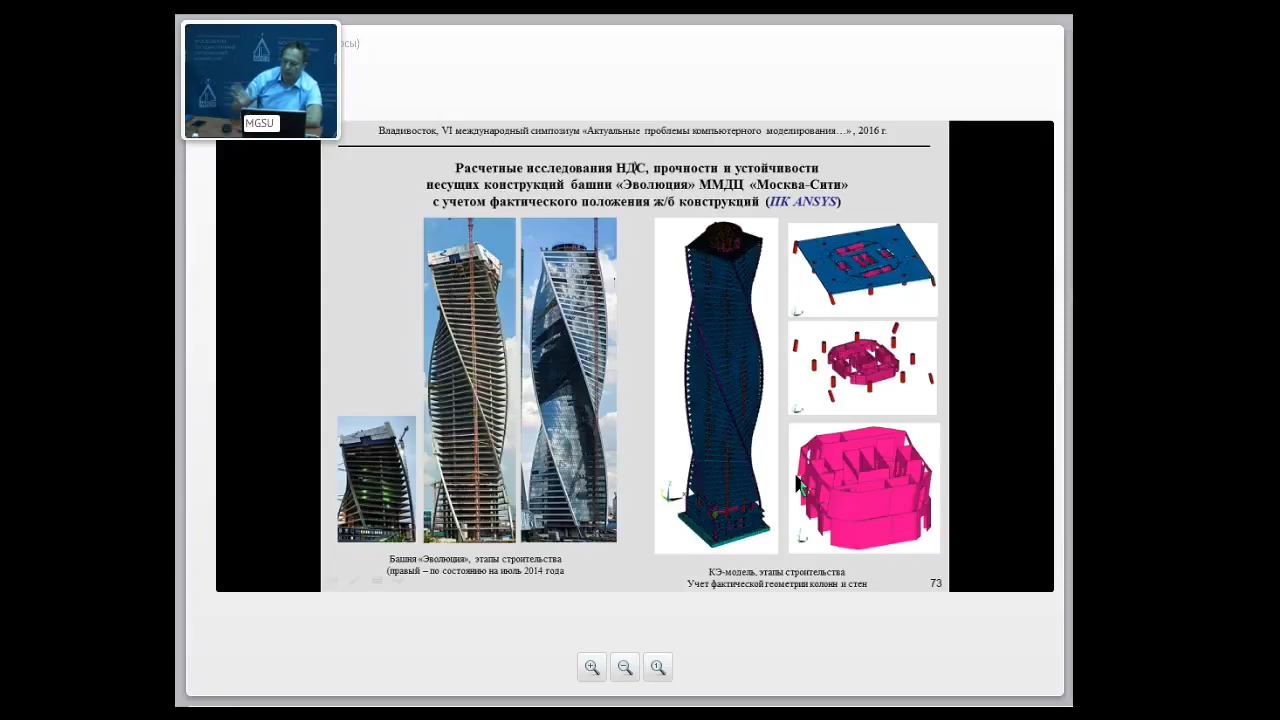 осы)
MGSU
Владивосток, VI международный симпозиум «Актуальные проблемы компьютерного моделирования…», 2016 г.
Расчетные исследования НДС, прочности и устойчивости
несущих конструкций башни «Эволюция» ММДЦ «Москва-Сити»
с учетом фактического положения ж/б конструкций (ПК ANSYS)
Башня «Эволюция», этапы строительства
(правый – по состоянию на июль 2014 года
КЭ-модель, этапы строительства
Учет фактической геометрии колонн и стен
73